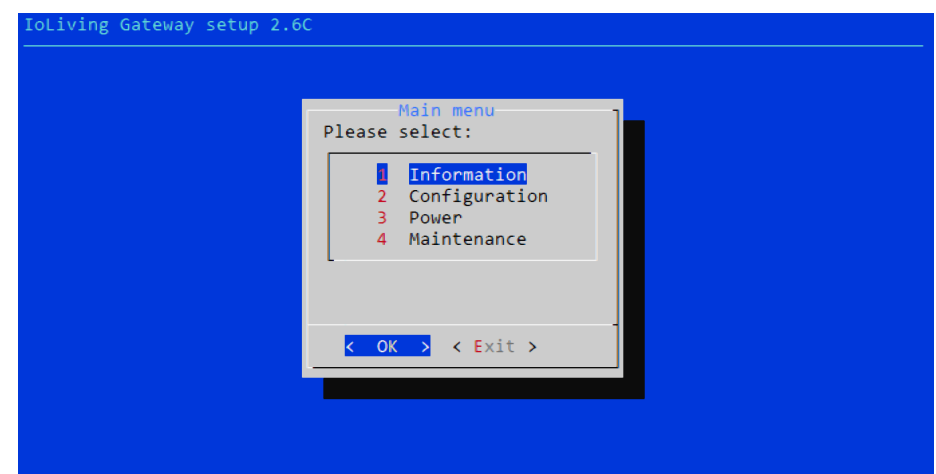 IoLiving Gateway setup 2.6C
Main menu
Please select:
1 Information
2 Configuration
3 Power
4 Maintenance
< OK > < Exit >